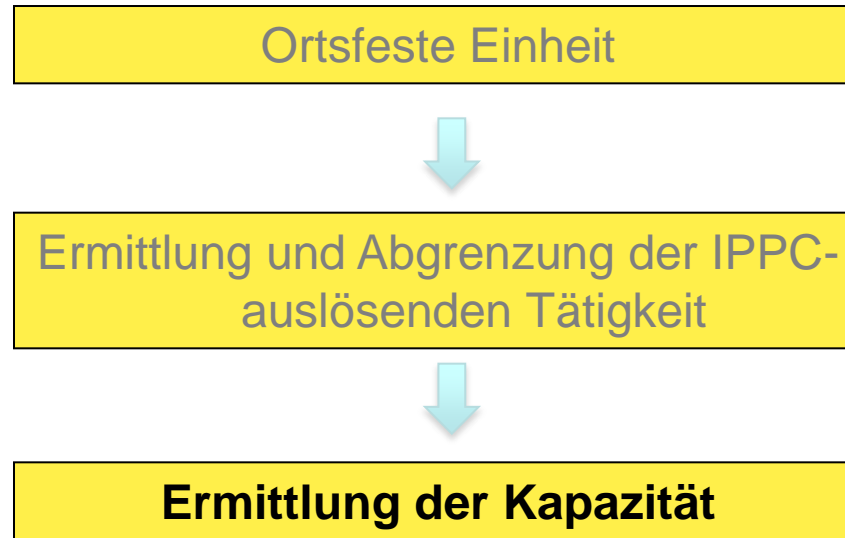 Ortsfeste Einheit
Ermittlung und Abgrenzung der IPPC-
auslösenden Tätigkeit
Ermittlung der Kapazität